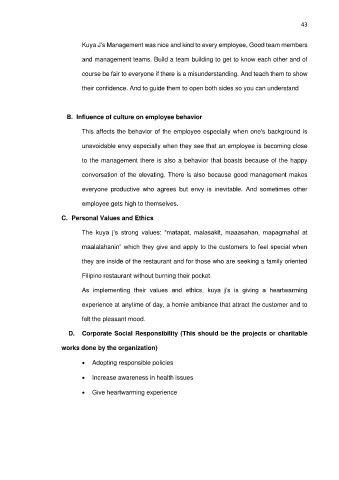 43
Kuya J's Management was nice and kind to every employee, Good team members
and management teams. Build a team building to get to know each other and of
course be fair to everyone if there is a misunderstanding. And teach them to show
their confidence. And to guide them to open both sides so you can understand
B. Influence of culture on employee behavior
This affects the behavior of the employee especially when one's background is
unavoidable envy especially when they see that an employee is becoming close
to the management there is also a behavior that boasts because of the happy
conversation of the elevating. There is also because good management makes
everyone productive who agrees but envy is inevitable. And sometimes other
employee gets high to themselves.
C. Personal Values and Ethics
The kuya j's strong values: "matapat, malasakit, maaasahan, mapagmahal at
maalalahanin" which they give and apply to the customers to feel special when
they are inside of the restaurant and for those who are seeking a family oriented
Filipino restaurant without burning their pocket.
As implementing their values and ethics, kuya j's is giving a heartwarming
experience at anytime of day, a homie ambiance that attract the customer and to
felt the pleasant mood.
D. Corporate Social Responsibility (This should be the projects or charitable
works done by the organization)
• Adopting responsible policies
• Increase awareness in health issues
• Give heartwarming experience